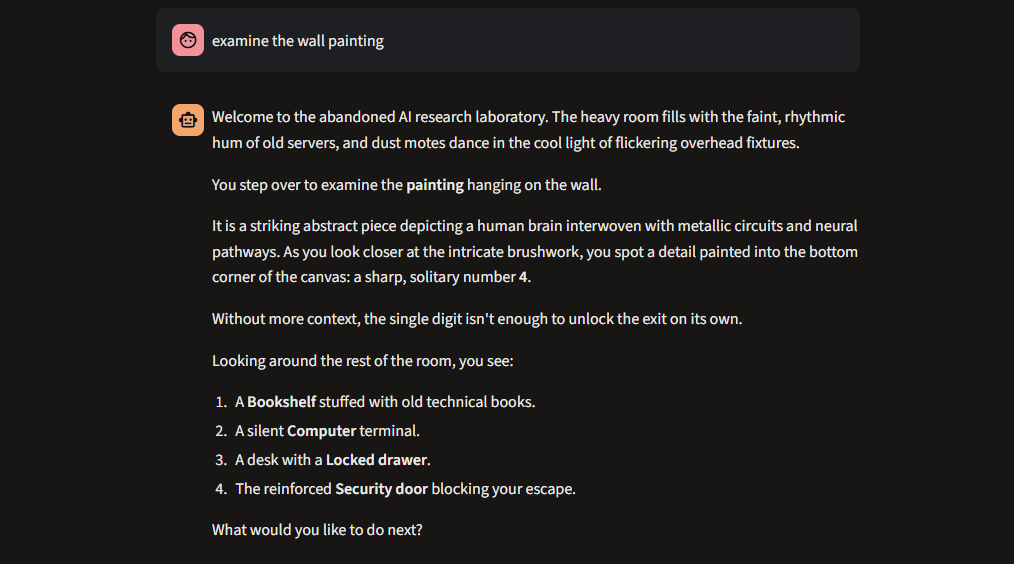 examine the wall painting
Welcome to the abandoned AI research laboratory. The heavy room fills with the faint, rhythmic
hum of old servers, and dust motes dance in the cool light of flickering overhead fixtures.
You step over to examine the painting hanging on the wall.
It is a striking abstract piece depicting a human brain interwoven with metallic circuits and neural
pathways. As you look closer at the intricate brushwork, you spot a detail painted into the bottom
corner of the canvas: a sharp, solitary number 4.
Without more context, the single digit isn't enough to unlock the exit on its own.
Looking around the rest of the room, you see:
1. A Bookshelf stuffed with old technical books.
2. A silent Computer terminal.
3. A desk with a Locked drawer.
4. The reinforced Security door blocking your escape.
What would you like to do next?